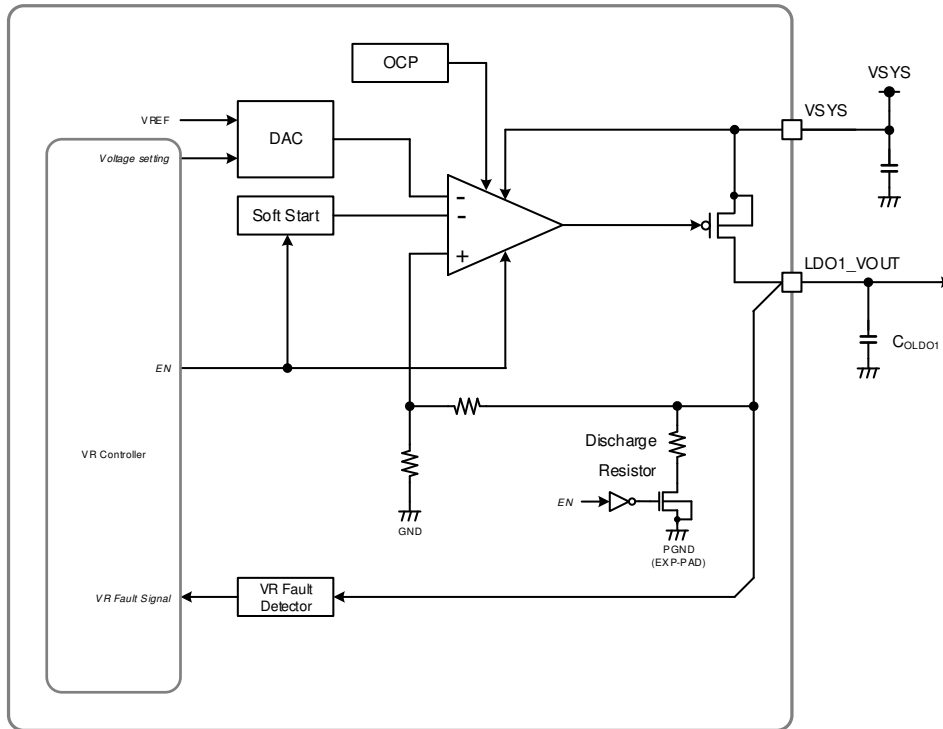 OCP
VSYS
VSYS
VREF
DAC
Voltage setting
-
Soft Start
-
+
LDO1_VOUT
COLDO1
EN
Discharge
Resistor
VR Controller
EN
GND
PGND
(EXP-PAD)
VR Fault Signal
VR Fault
Detector